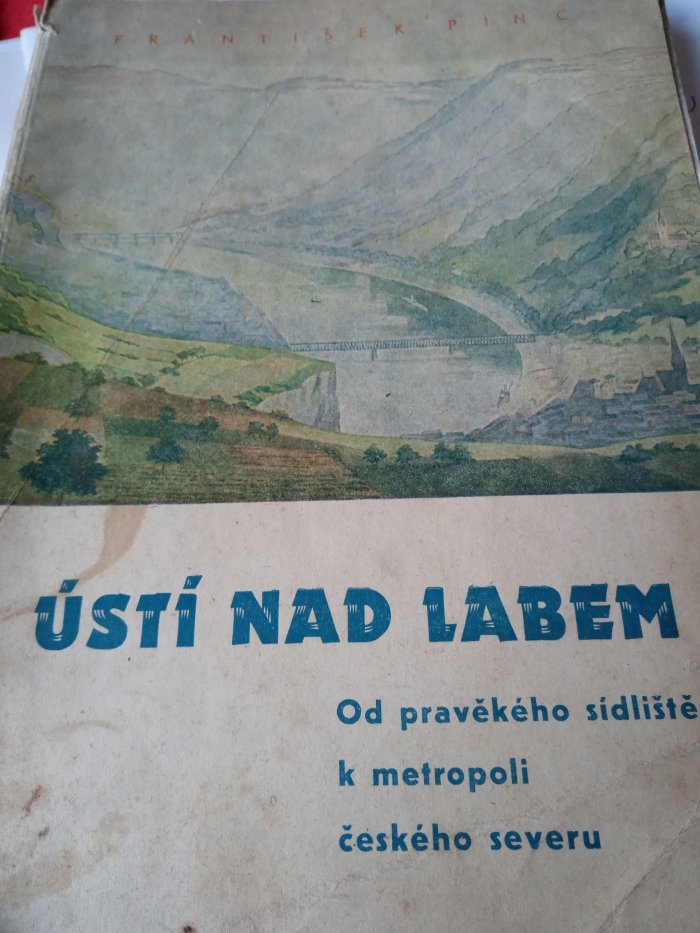 FRANTIŠEK PINC
ÚSTÍ NAD LABEM
Od pravěkého sídliště
k metropoli
českého severu